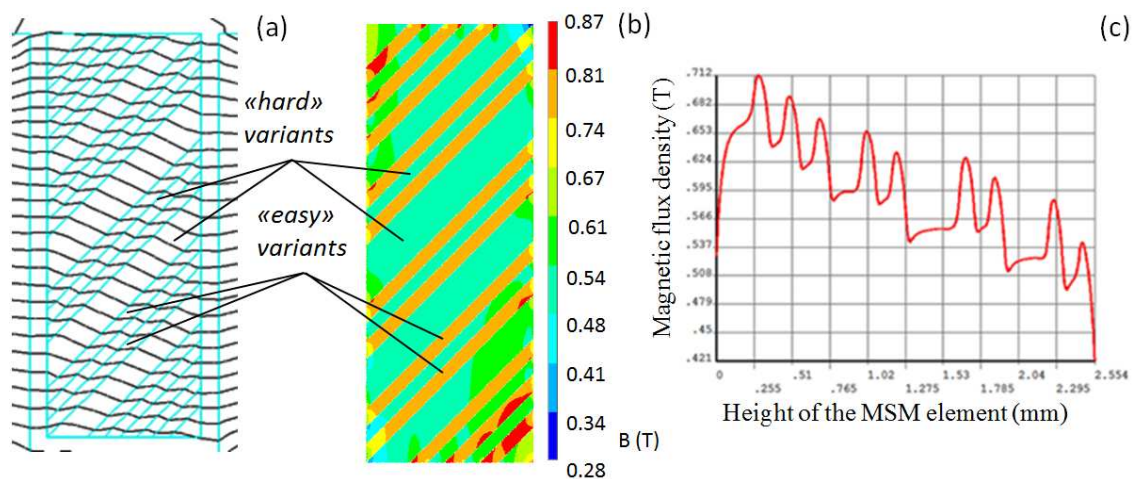 (a)
«hard»
variants
«easy»
variants
(b)
0.87
0.81
0.74
0.67
0.61
0.54
0.48
0.41
0.34
0.28
B (T)
(c)
Magnetic flux density (T)
.712
.682
.653
.624
.595
.566
.537
.508
.479
.45
.421
0 .255 .51 .765 1.02 1.275 1.53 1.785 2.04 2.295 2.554
Height of the MSM element (mm)